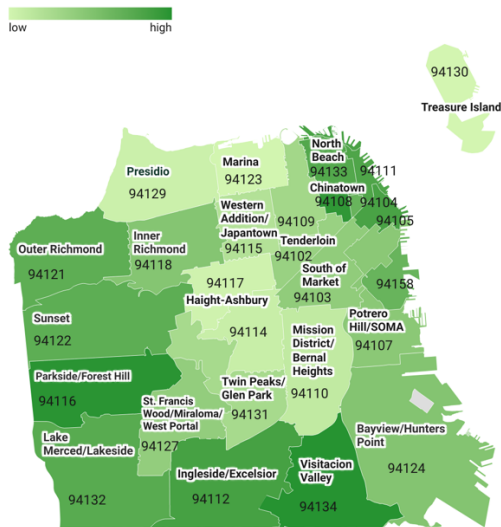 low high
94130
Treasure Island
North
Beach
94133
94111
Marina
94123
Presidio
94129
Chinatown
94108
94104
94105
Western
Addition/
Japantown
94115
94109
Tenderloin
94102
Inner
Richmond
94118
Outer Richmond
94121
South of
Market
94103
94158
94117
Haight-Ashbury
94114
Sunset
94122
Potrero
Hill/SOMA
94107
Mission
District/
Bernal
Heights
94110
Parkside/Forest Hill
94116
Twin Peaks/
Glen Park
94131
St. Francis
Wood/Miraloma/
West Portal
94127
Bayview/Hunters
Point
94124
Lake
Merced/Lakeside
94132
Ingleside/Excelsior
94112
Visitacion
Valley
94134